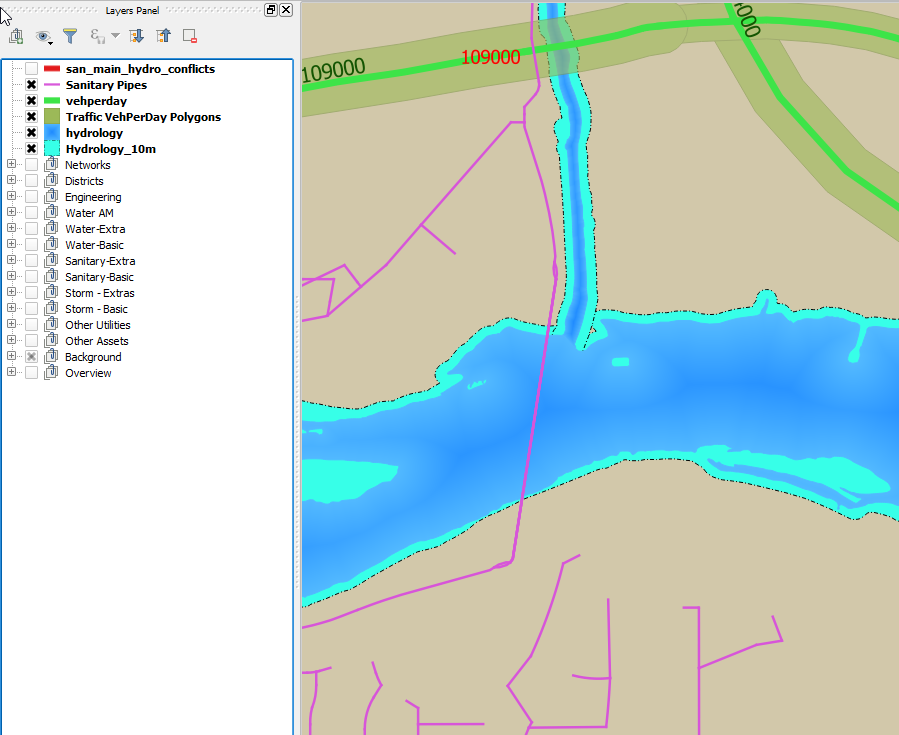 Layers Panel
san_main_hydro_conflicts
Sanitary Pipes
vehperday
Traffic VehPerDay Polygons
hydrology
Hydrology_10m
Networks
Districts
Engineering
Water AM
Water-Extra
Water-Basic
Sanitary-Extra
Sanitary-Basic
Storm - Extras
Storm - Basic
Other Utilities
Other Assets
Background
Overview
109000
109000